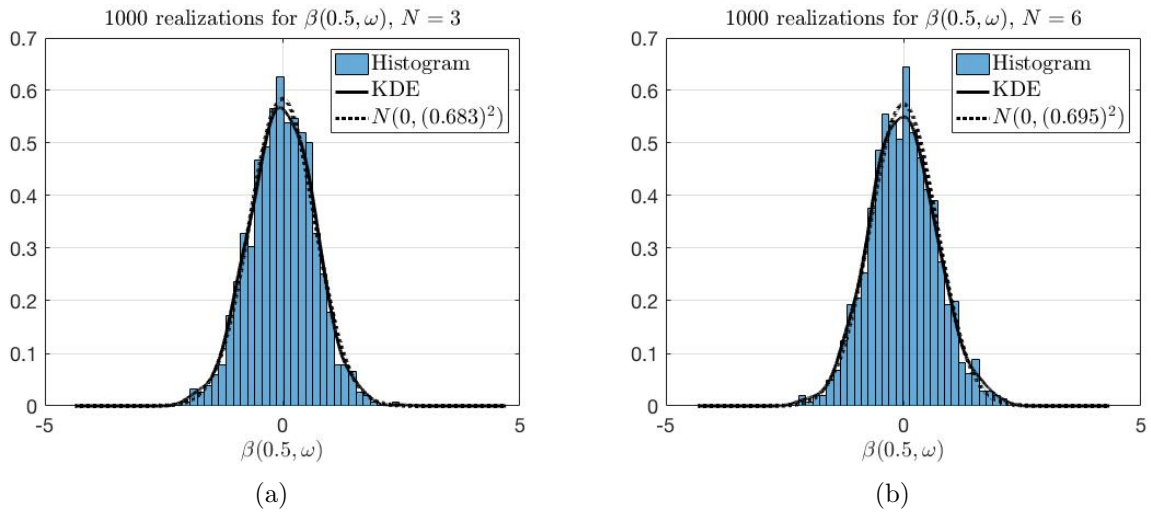 1000 realizations for β(0.5, ω), N = 3
0.7
0.6
0.5
0.4
0.3
0.2
0.1
0
-5
0
5
Histogram
KDE
N(0, (0.683)²)
β(0.5, ω)
(a)
1000 realizations for β(0.5, ω), N = 6
0.7
0.6
0.5
0.4
0.3
0.2
0.1
0
-5
0
5
Histogram
KDE
N(0, (0.695)²)
β(0.5, ω)
(b)